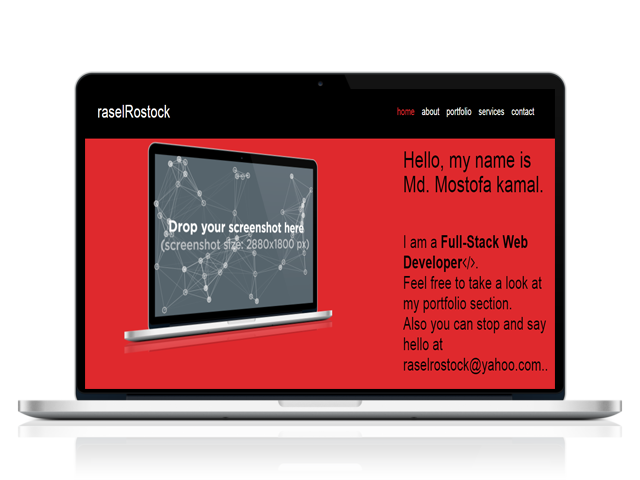 raselRostock
home about portfolio services contact
Drop your screenshot here
(screenshot size: 2880x1800 px)
Hello, my name is
Md. Mostofa kamal.
I am a Full-Stack Web
Developer</>.
Feel free to take a look at
my portfolio section.
Also you can stop and say
hello at
raselrostock@yahoo.com..